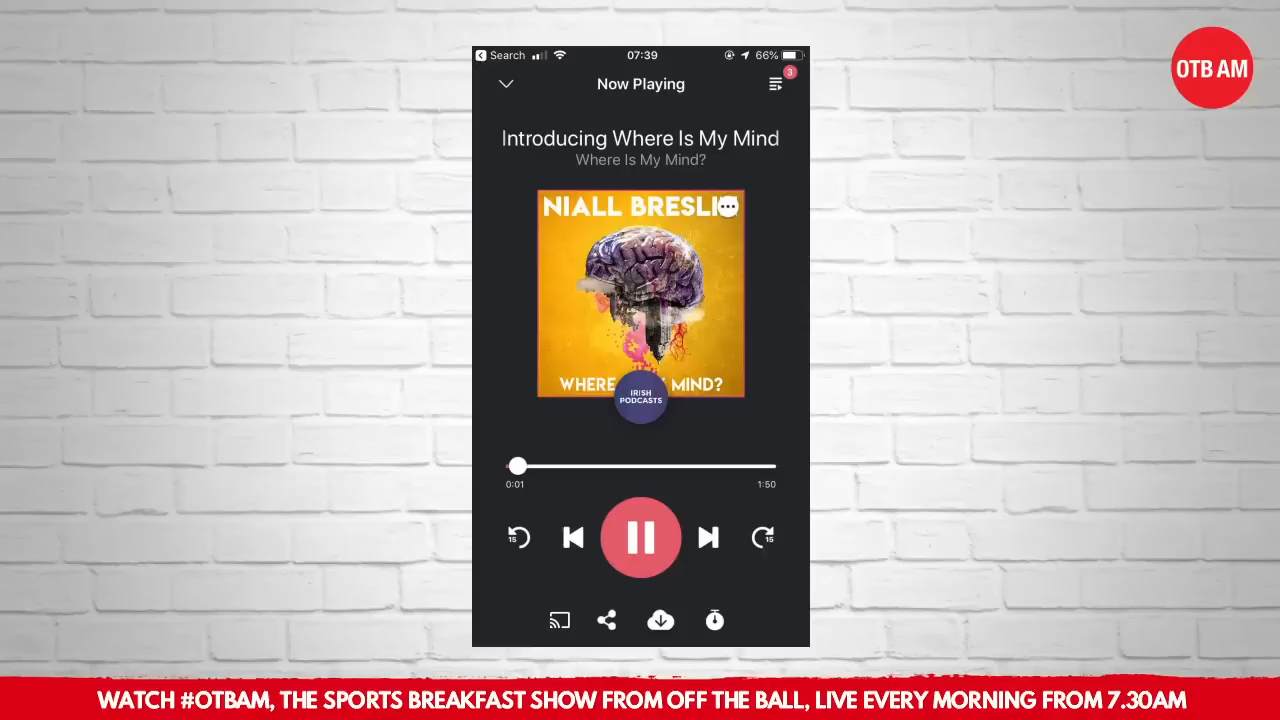 Search
07:39
66%
OTB AM
Now Playing
3
Introducing Where Is My Mind
Where Is My Mind?
NIALL BRESLI
WHERE MIND?
IRISH
PODCASTS
0:01
1:50
15
15
WATCH #OTBAM, THE SPORTS BREAKFAST SHOW FROM OFF THE BALL, LIVE EVERY MORNING FROM 7.30AM